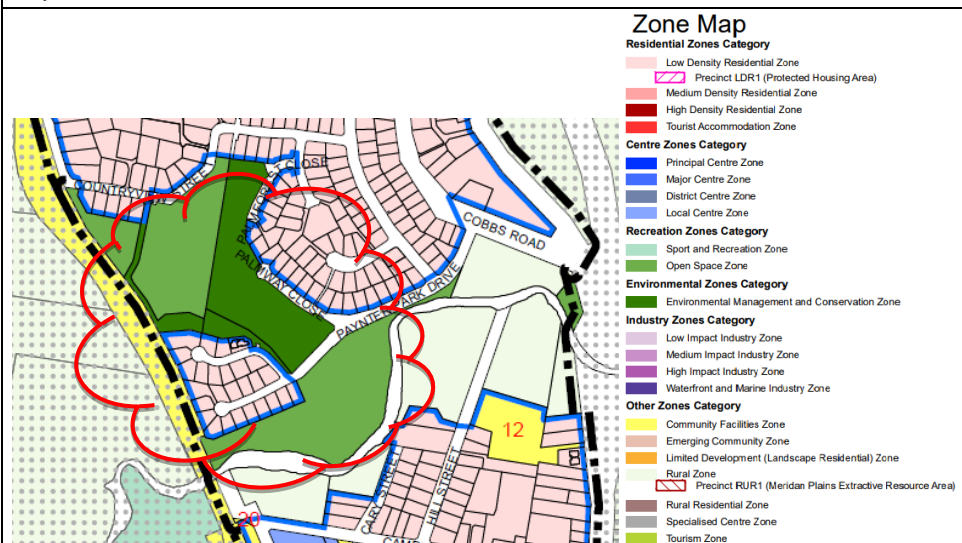 Zone Map
Residential Zones Category
Low Density Residential Zone
Precinct LDR1 (Protected Housing Area)
Medium Density Residential Zone
High Density Residential Zone
Tourist Accommodation Zone
Centre Zones Category
Principal Centre Zone
Major Centre Zone
District Centre Zone
Local Centre Zone
Recreation Zones Category
Sport and Recreation Zone
Open Space Zone
Environmental Zones Category
Environmental Management and Conservation Zone
Industry Zones Category
Low Impact Industry Zone
Medium Impact Industry Zone
High Impact Industry Zone
Waterfront and Marine Industry Zone
Other Zones Category
Community Facilities Zone
Emerging Community Zone
Limited Development (Landscape Residential) Zone
Rural Zone
Precinct RUR1 (Meridan Plains Extractive Resource Area)
Rural Residential Zone
Specialised Centre Zone
Tourism Zone
COUNTRYVIEW STREET
PALMFOREST CLOSE
PALMWAY CLOSE
PAYNTER PARK DRIVE
COBBS ROAD
12
CARY STREET
HILL STREET
20